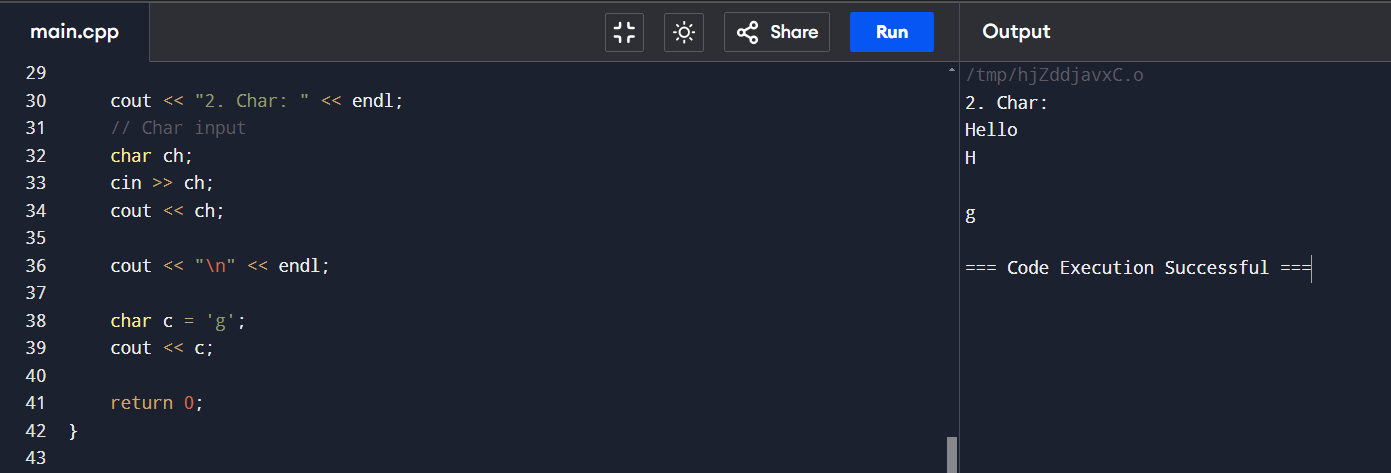 main.cpp
Share
Run
Output
29
30 cout << "2. Char: " << endl;
31 // Char input
32 char ch;
33 cin >> ch;
34 cout << ch;
35
36 cout << "\n" << endl;
37
38 char c = 'g';
39 cout << c;
40
41 return 0;
42 }
43
/tmp/hjZddjavxC.o
2. Char:
Hello
H
g
=== Code Execution Successful ===